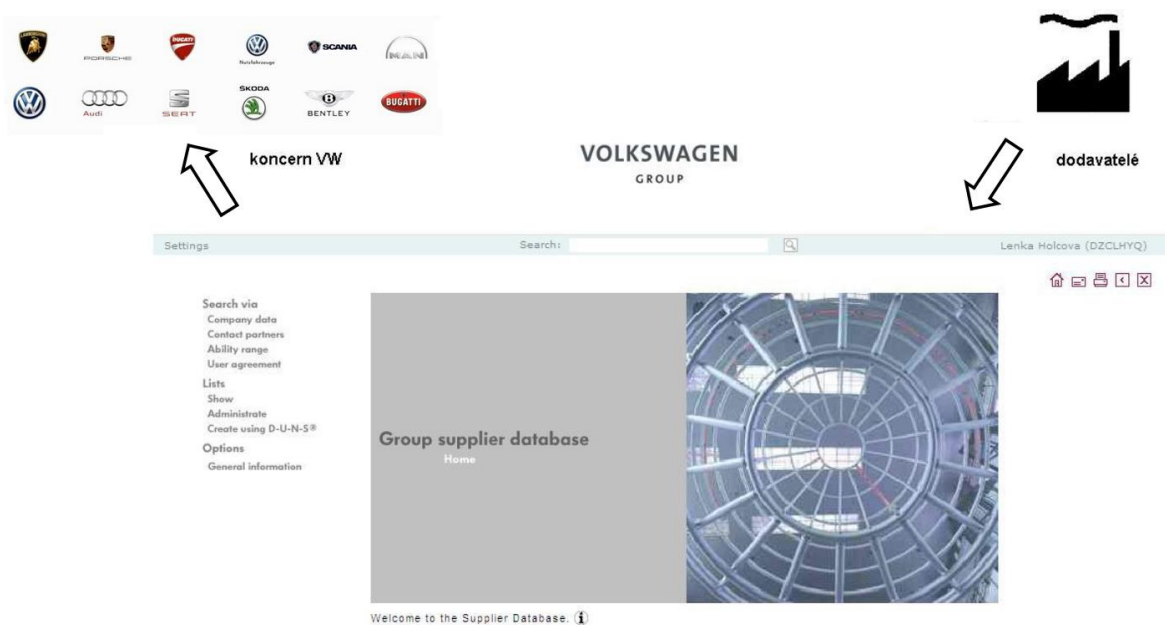 LAMBORGHINI
PORSCHE
DUCATI
Nutzfahrzeuge
SCANIA
MAN
Audi
SEAT
SKODA
B
BENTLEY
BUGATTI
koncern VW
VOLKSWAGEN
GROUP
dodavatelé
Settings
Search:
Lenka Holcova (DZCLHYQ)
Search via
Company data
Contact partners
Ability range
User agreement
Lists
Show
Administrate
Create using D-U-N-S®
Options
General information
Group supplier database
Home
Welcome to the Supplier Database.